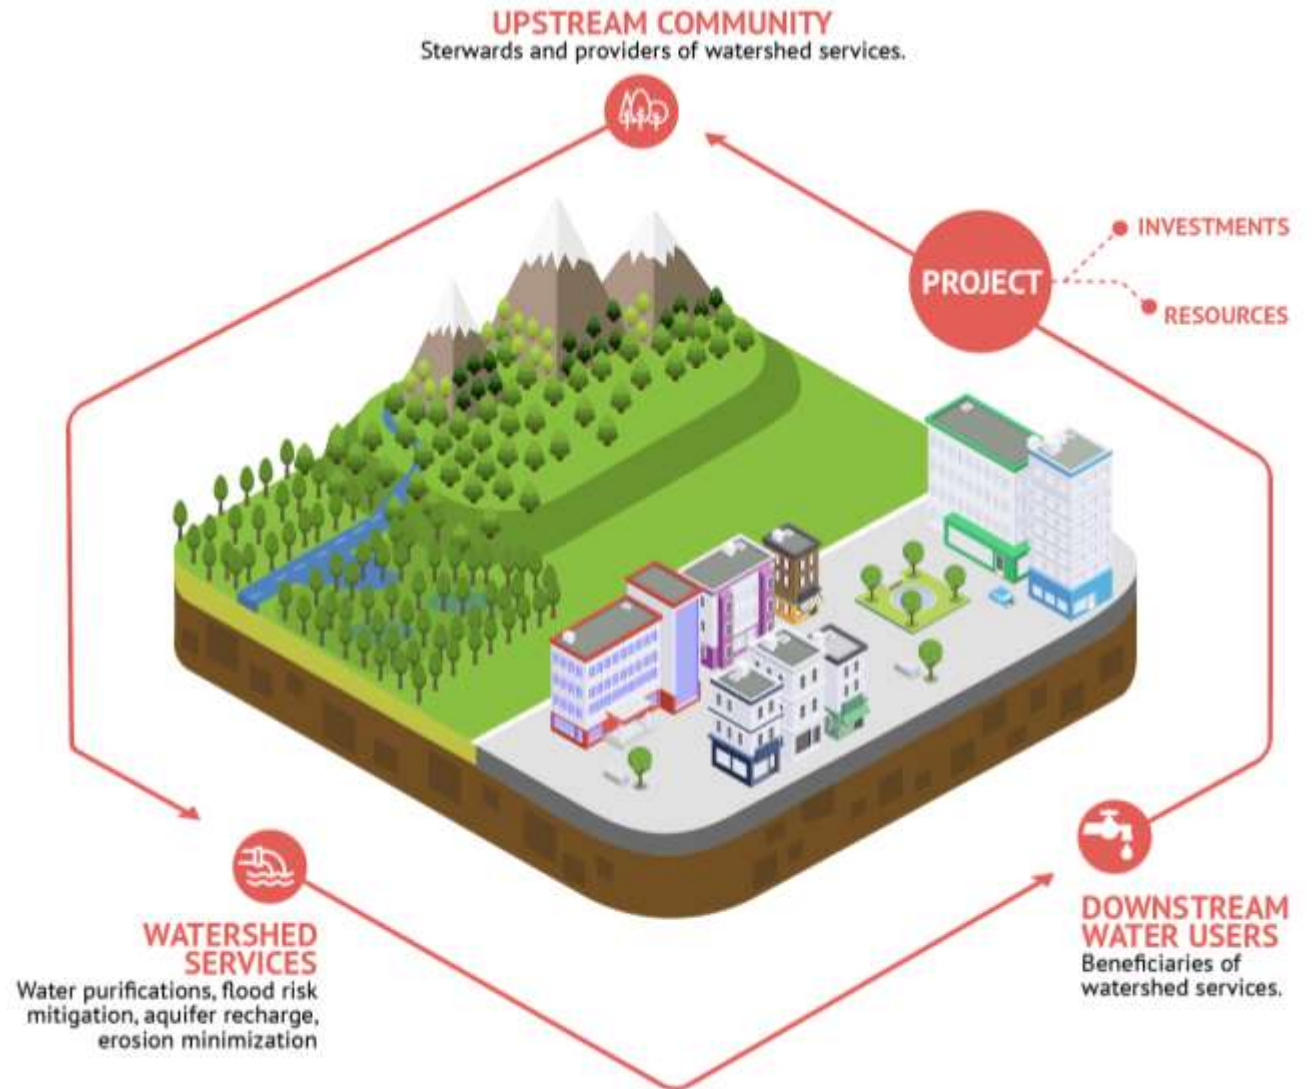 UPSTREAM COMMUNITY
Sterwards and providers of watershed services.
PROJECT
INVESTMENTS
RESOURCES
WATERSHED
SERVICES
Water purifications, flood risk
mitigation, aquifer recharge,
erosion minimization
DOWNSTREAM
WATER USERS
Beneficiaries of
watershed services.